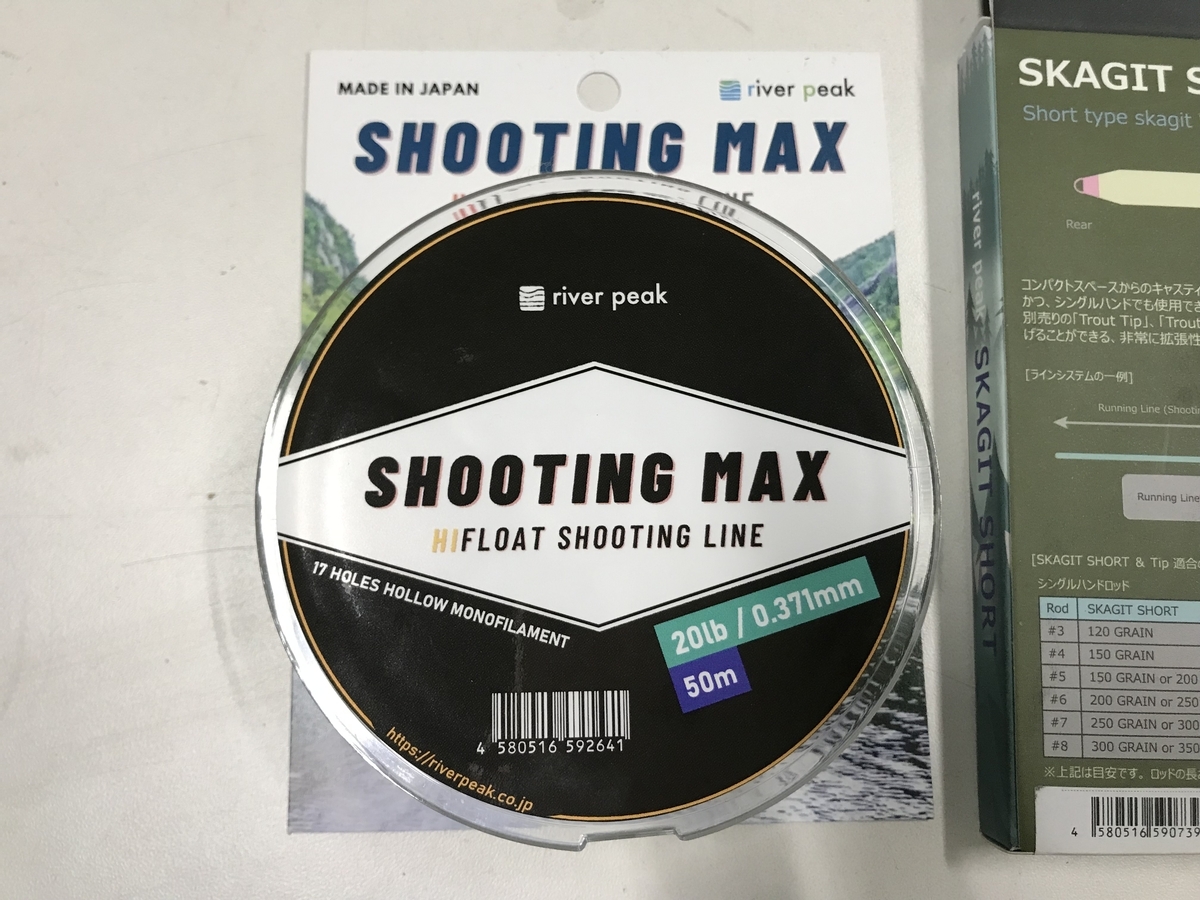 MADE IN JAPAN
river peak
SHOOTING MAX
river peak
SHOOTING MAX
HIFLOAT SHOOTING LINE
17 HOLES HOLLOW MONOFILAMENT
20lb / 0.371mm
50m
4 580516 592641
https://riverpeak.co.jp
river peak SKAGIT SHORT
SKAGIT S
Short type skagit
Rear
コンパクトスペースからのキャスティ
かつ、シングルハンドでも使用でき
別売りの「Trout Tip」、「Trout
げることができる、非常に拡張性
[ラインシステムの一例]
Running Line (Shooti
Running Line
[SKAGIT SHORT & Tip 適合の
シングルハンドロッド
Rod SKAGIT SHORT
#3 120 GRAIN
#4 150 GRAIN
#5 150 GRAIN or 200
#6 200 GRAIN or 250
#7 250 GRAIN or 300
#8 300 GRAIN or 350
※上記は目安です。ロッドの長さ
4 580516 590739